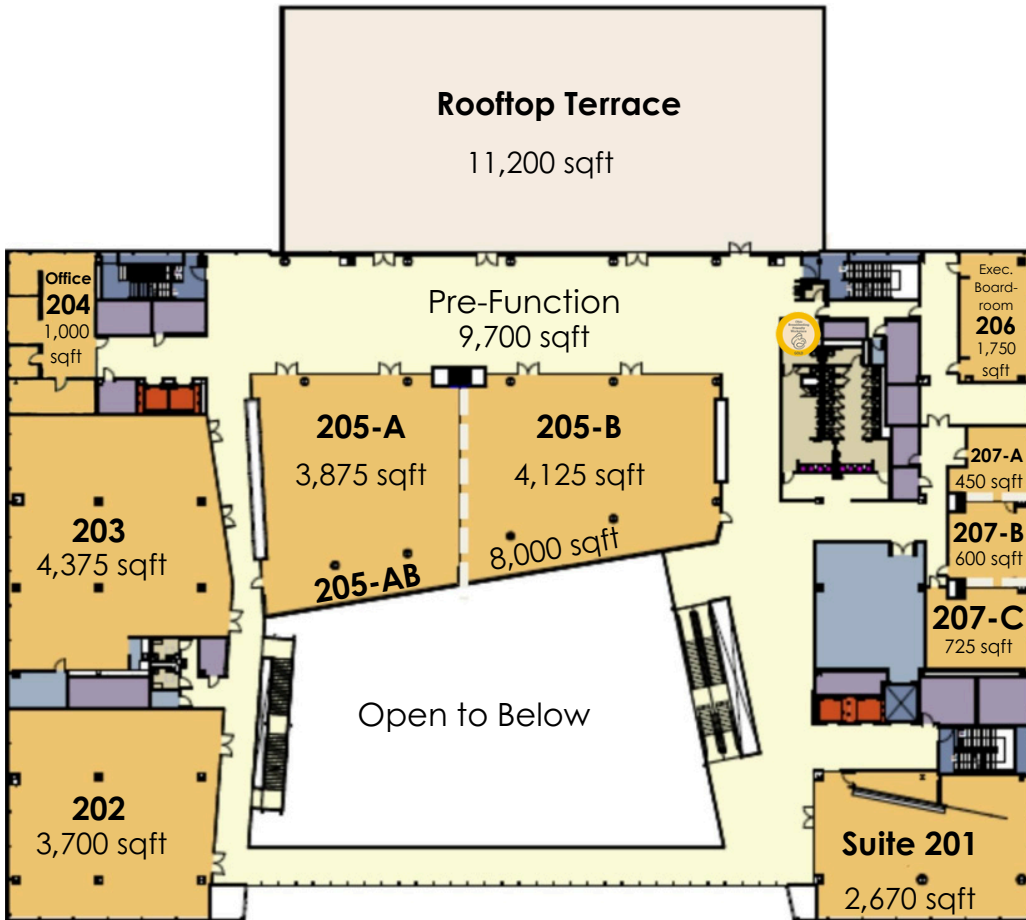 Rooftop Terrace
11,200 sqft
Office
204
1,000
sqft
Pre-Function
9,700 sqft
Exec.
Board-
room
206
1,750
sqft
205-A
3,875 sqft
205-B
4,125 sqft
205-AB
8,000 sqft
203
4,375 sqft
207-A
450 sqft
207-B
600 sqft
207-C
725 sqft
Open to Below
202
3,700 sqft
Suite 201
2,670 sqft